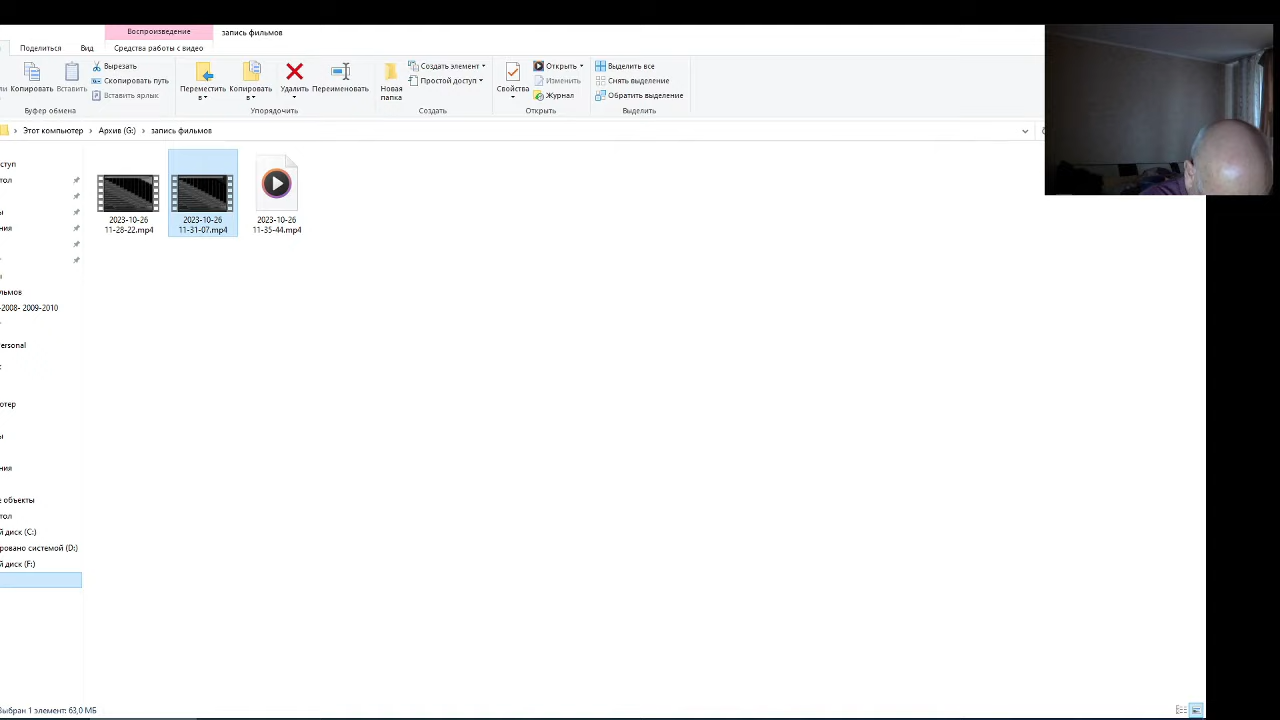 Воспроизведение
запись фильмов
Поделиться
Вид
Средства работы с видео
Копировать
Вставить
Вырезать
Скопировать путь
Вставить ярлык
Буфер обмена
Переместить в
Копировать в
Удалить
Переименовать
Упорядочить
Новая папка
Создать элемент
Простой доступ
Создать
Свойства
Открыть
Изменить
Журнал
Открыть
Выделить все
Снять выделение
Обратить выделение
Выделить
Этот компьютер
Архив (G:)
запись фильмов
2023-10-26
11-28-22.mp4
2023-10-26
11-31-07.mp4
2023-10-26
11-35-44.mp4
ступ
тол
ы
ния
льмов
-2008- 2009-2010
ersonal
ютер
ы
ния
е объекты
тол
й диск (C:)
ровано системой (D:)
й диск (F:)
Выбран 1 элемент: 63,0 МБ